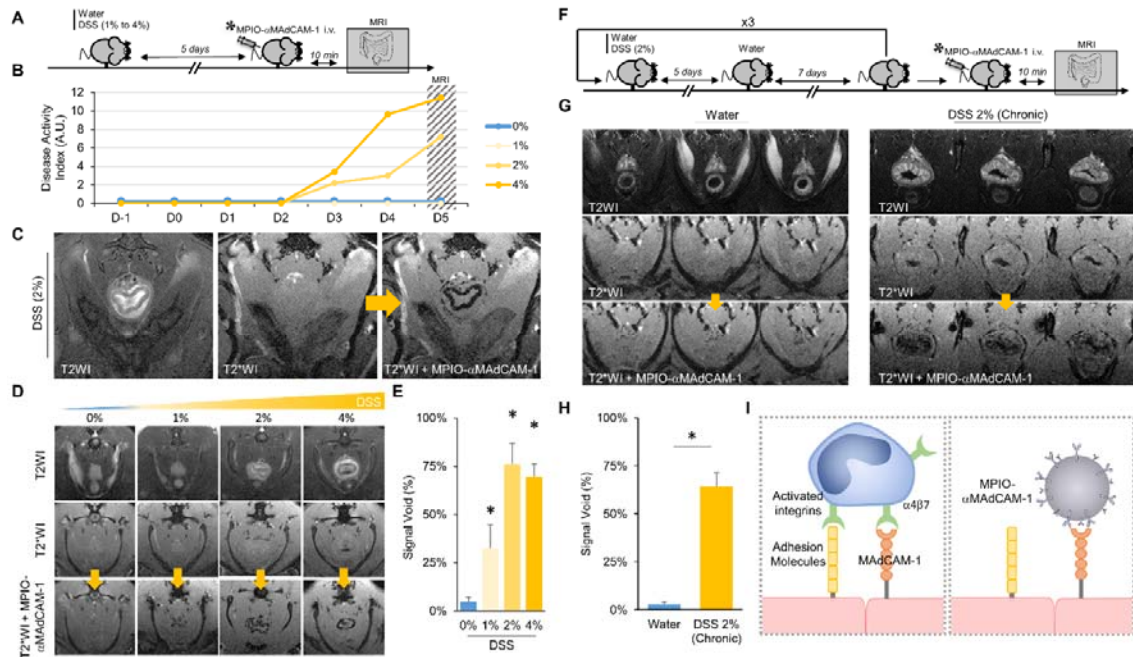 A
Water
DSS (1% to 4%)
5 days
*MPIO-αMAdCAM-1 i.v.
10 min
MRI
B
MRI
Disease Activity
Index (A.U.)
12
10
8
6
4
2
0
D-1 D0 D1 D2 D3 D4 D5
0%
1%
2%
4%
C
DSS (2%)
T2WI
T2*WI
T2*WI + MPIO-αMAdCAM-1
D
DSS
0% 1% 2% 4%
T2WI
T2*WI
T2*WI + MPIO-
αMAdCAM-1
E
Signal Void (%)
100%
75%
50%
25%
0%
* * *
0% 1% 2% 4%
DSS
F
x3
Water
DSS (2%)
5 days
Water
7 days
*MPIO-αMAdCAM-1 i.v.
10 min
MRI
G
Water
DSS 2% (Chronic)
T2WI
T2WI
T2*WI
T2*WI
T2*WI + MPIO-αMAdCAM-1
T2*WI + MPIO-αMAdCAM-1
H
Signal Void (%)
100%
75%
50%
25%
0%
*
Water
DSS 2%
(Chronic)
I
Activated
integrins
α4β7
Adhesion
Molecules
MAdCAM-1
MPIO-
αMAdCAM-1